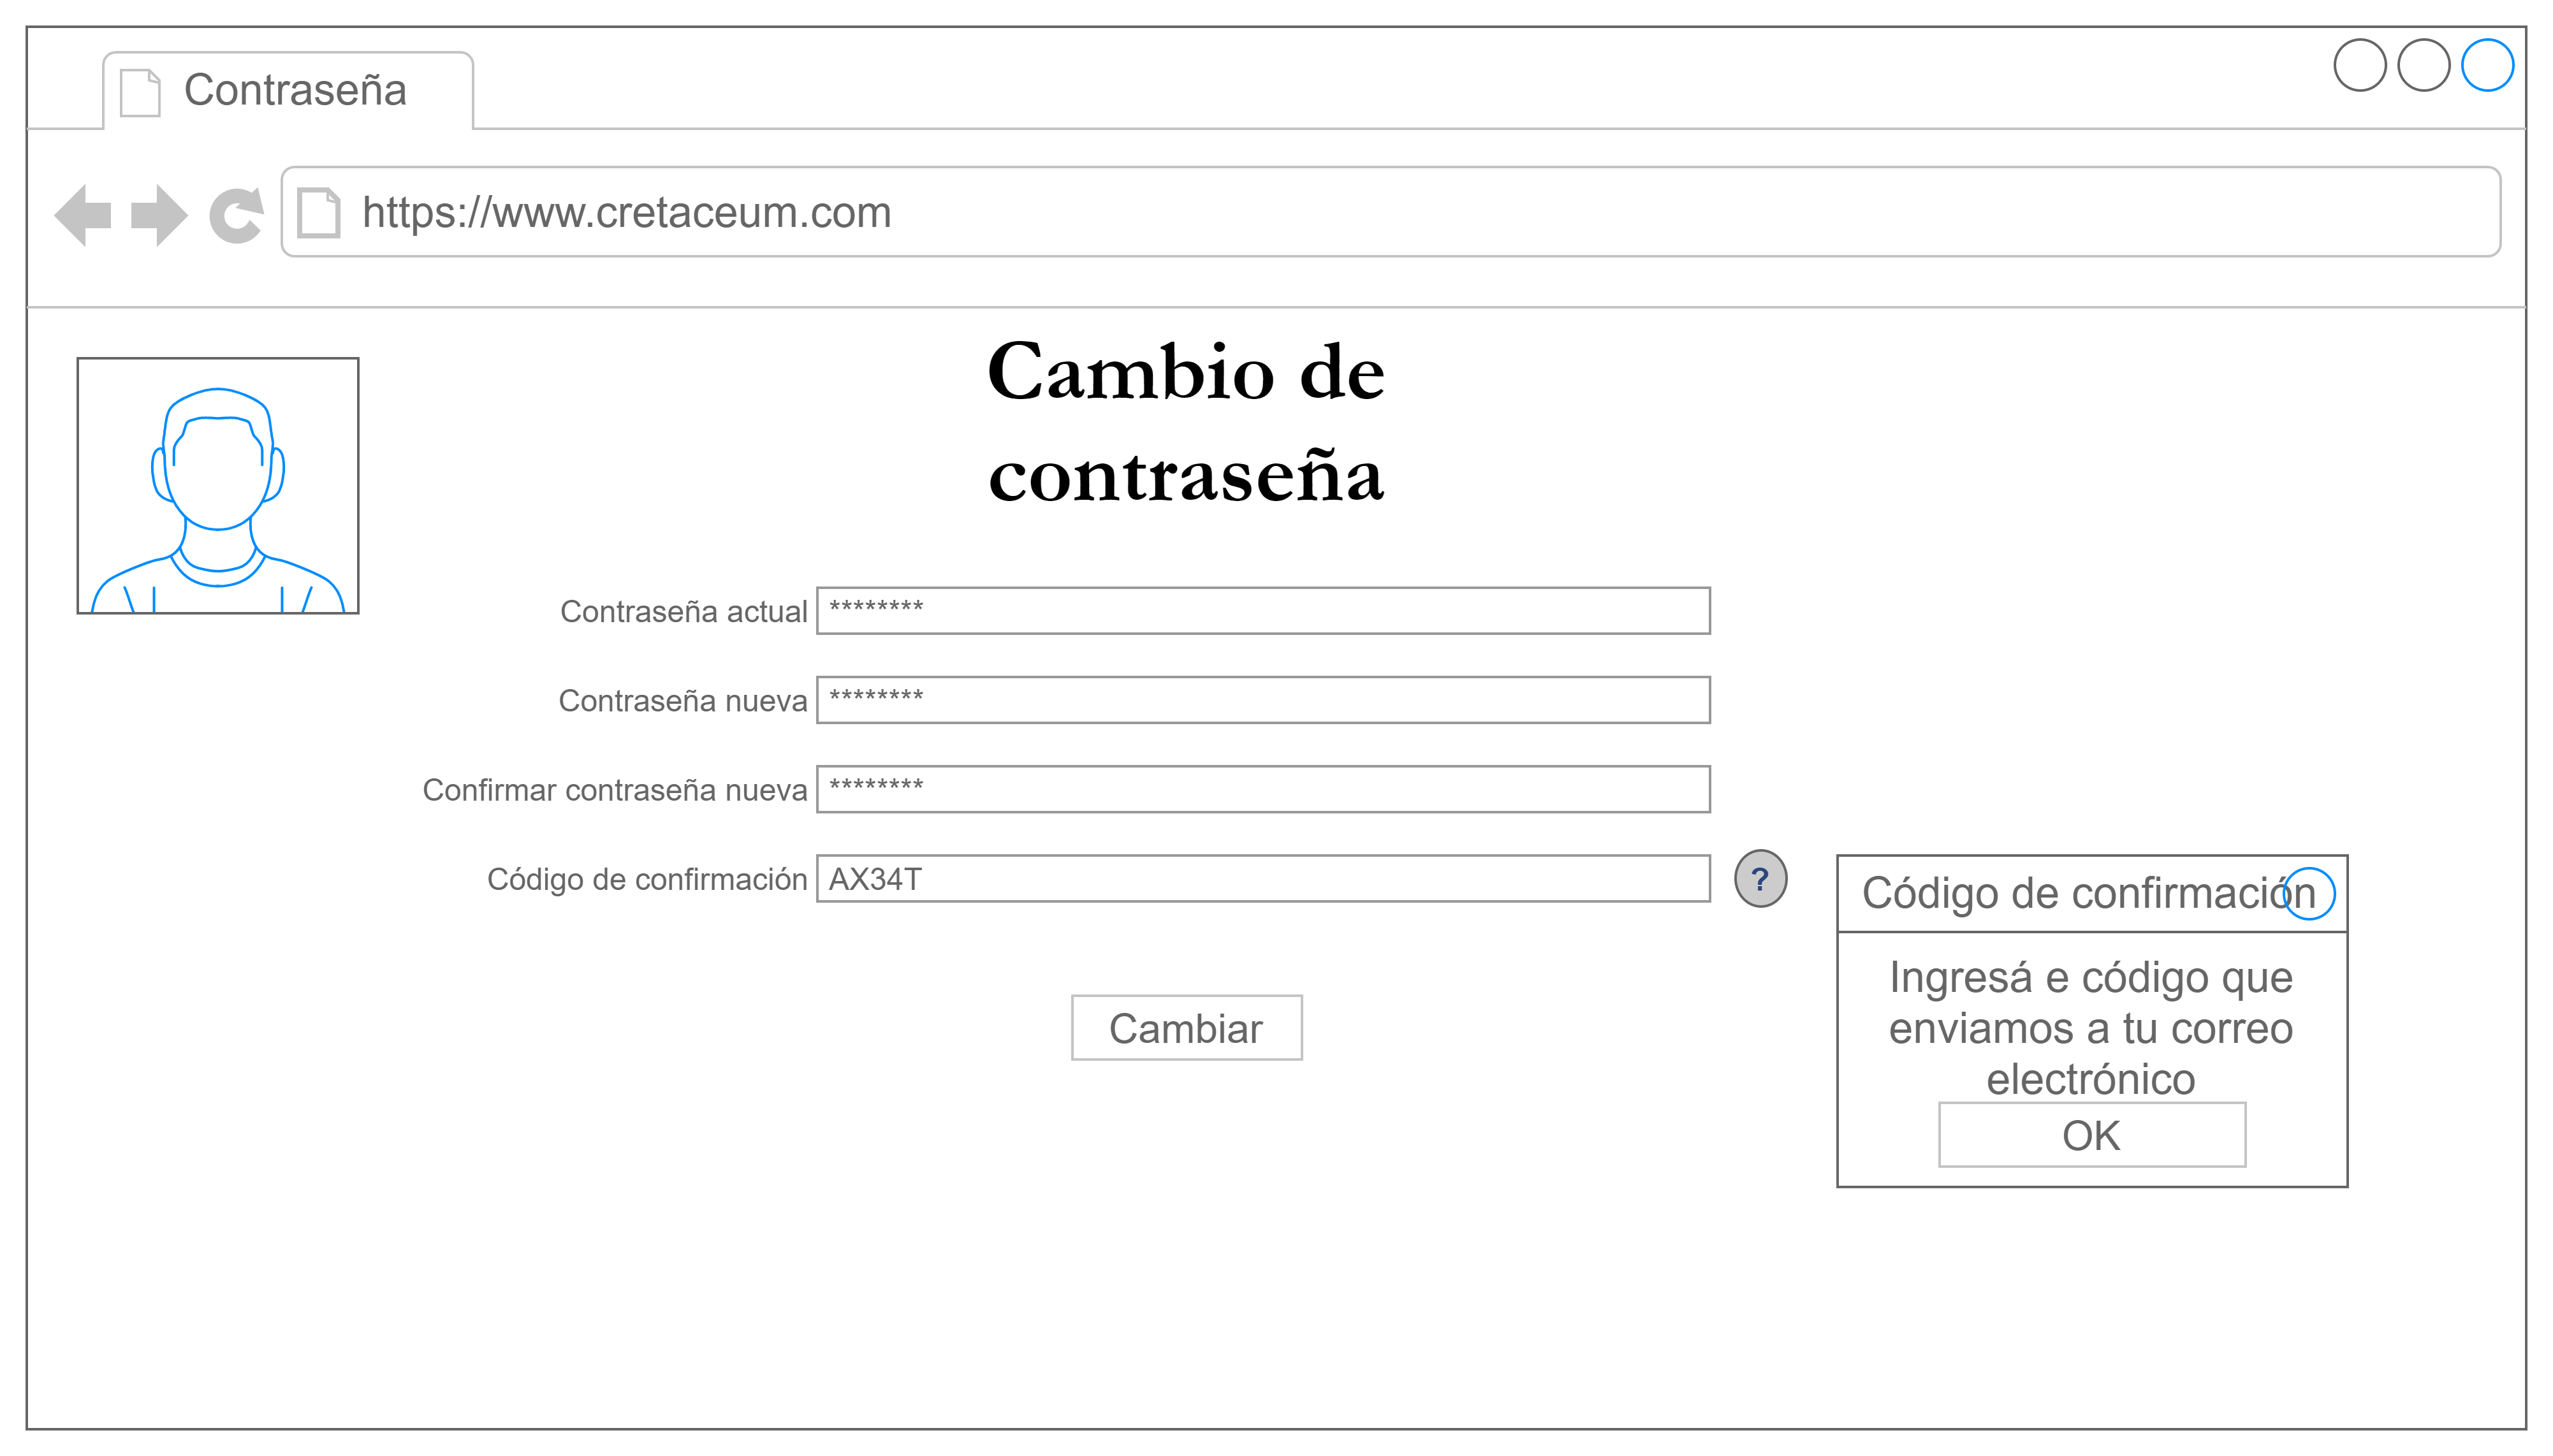 Contraseña
https://www.cretaceum.com
Cambio de
contraseña
Contraseña actual ********
Contraseña nueva ********
Confirmar contraseña nueva ********
Código de confirmación AX34T ?
Cambiar
Código de confirmación
Ingresá e código que
enviamos a tu correo
electrónico
OK